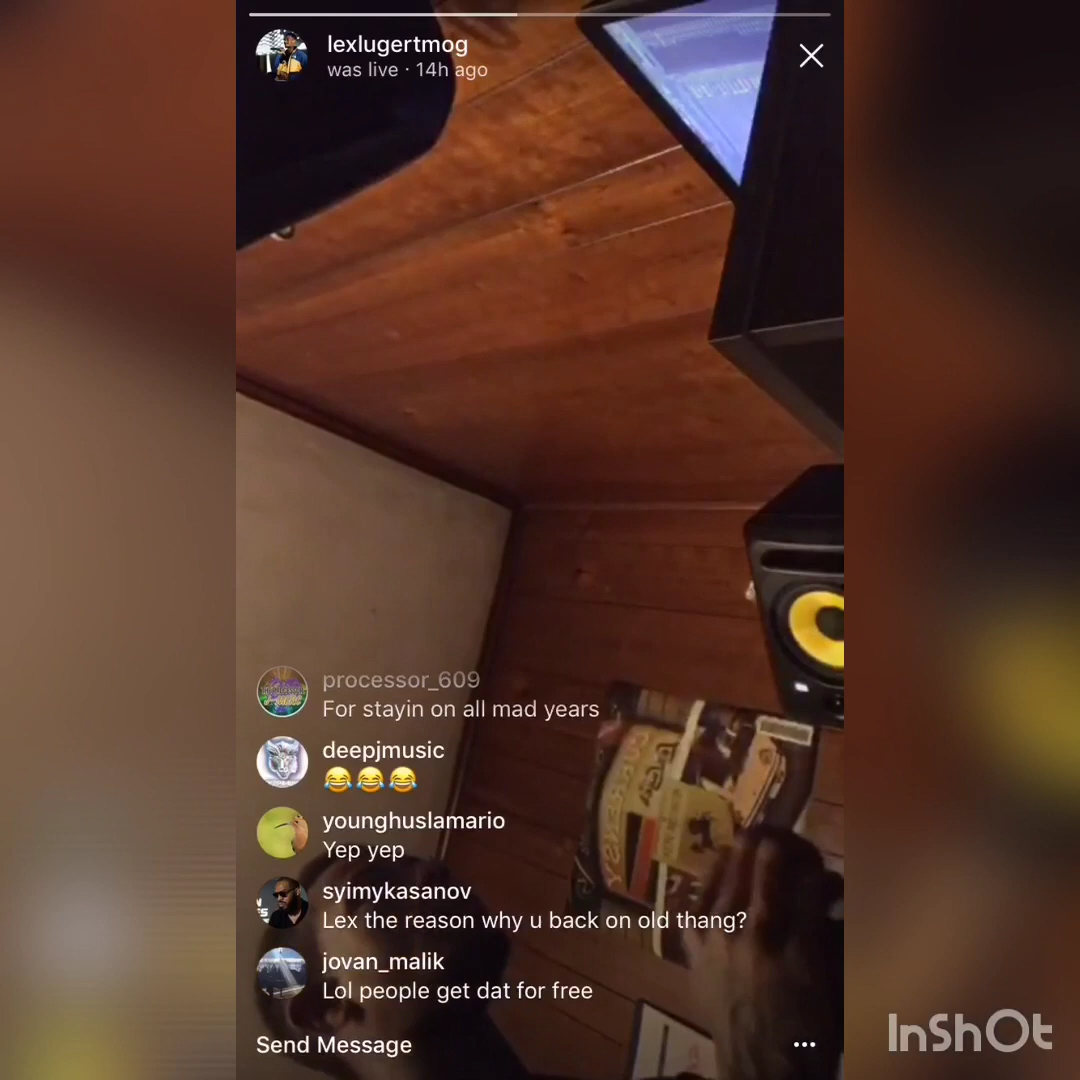 lexlugertmog
was live · 14h ago
processor_609
For stayin on all mad years
deepjmusic
😂😂😂
younghuslamario
Yep yep
syimykasanov
Lex the reason why u back on old thang?
jovan_malik
Lol people get dat for free
Send Message
InShOt